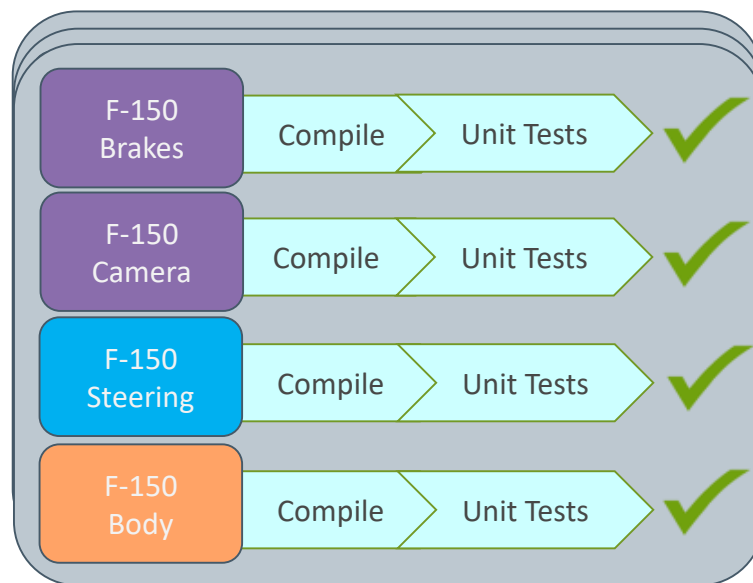 F-150
Brakes
Compile
Unit Tests
F-150
Camera
Compile
Unit Tests
F-150
Steering
Compile
Unit Tests
F-150
Body
Compile
Unit Tests